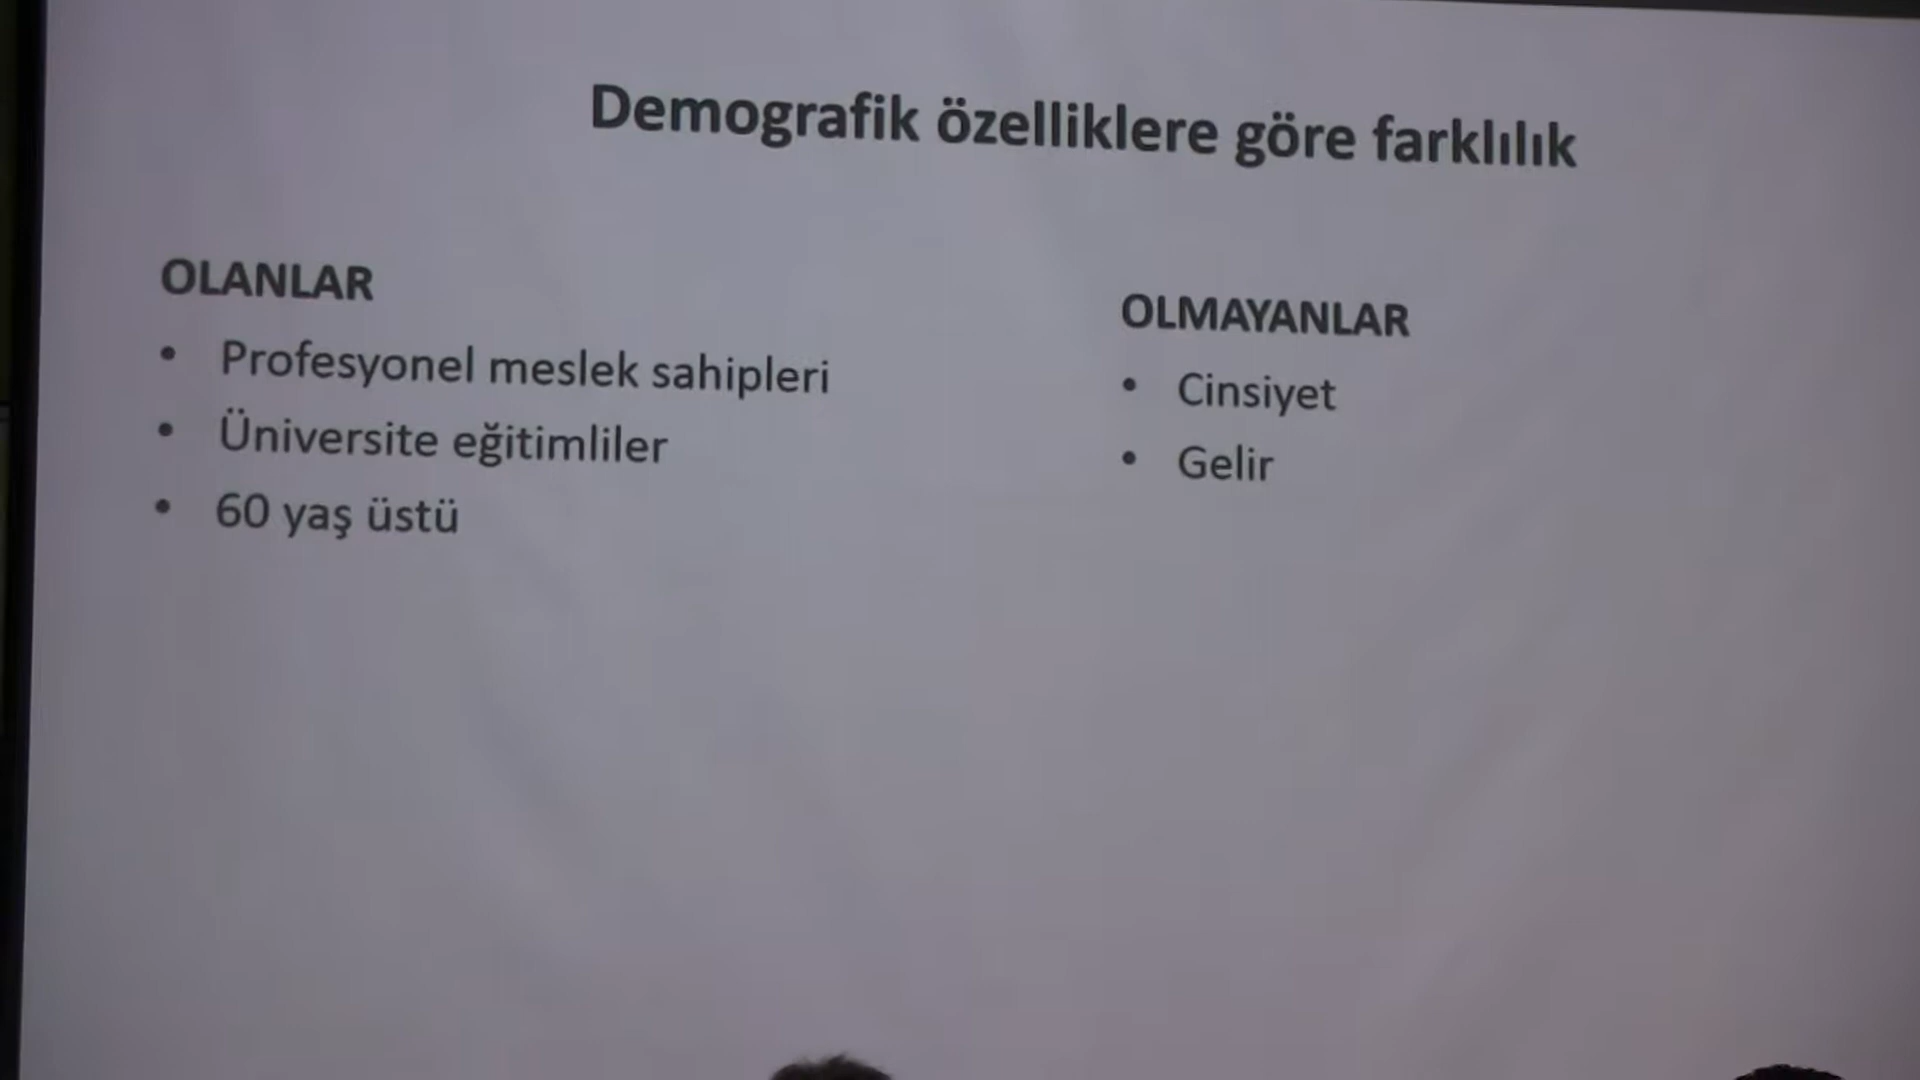 Demografik özelliklere göre farklılık
OLANLAR
• Profesyonel meslek sahipleri
• Üniversite eğitimliler
• 60 yaş üstü
OLMAYANLAR
• Cinsiyet
• Gelir